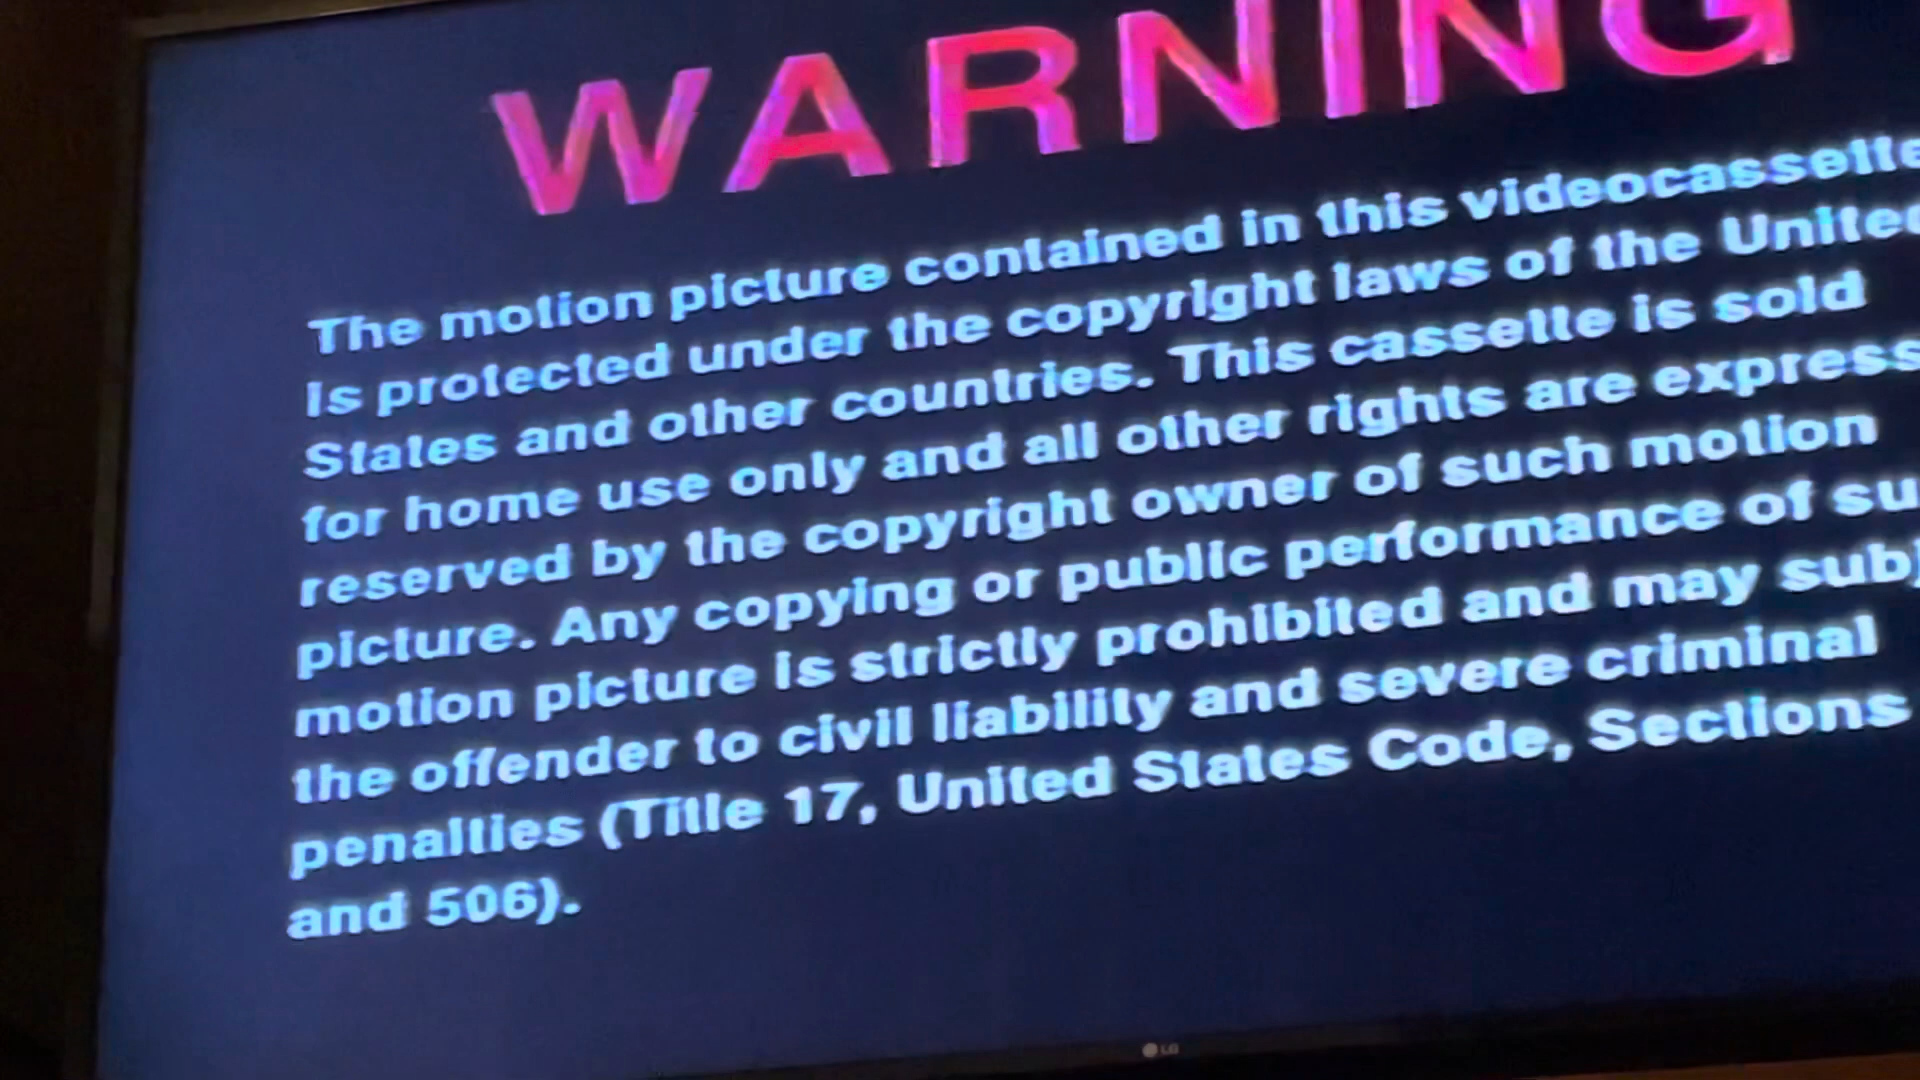 WARNING
The motion picture contained in this videocassette
is protected under the copyright laws of the United
States and other countries. This cassette is sold
for home use only and all other rights are express
reserved by the copyright owner of such motion
picture. Any copying or public performance of su
motion picture is strictly prohibited and may subj
the offender to civil liability and severe criminal
penalties (Title 17, United States Code, Sections
and 506).
LG